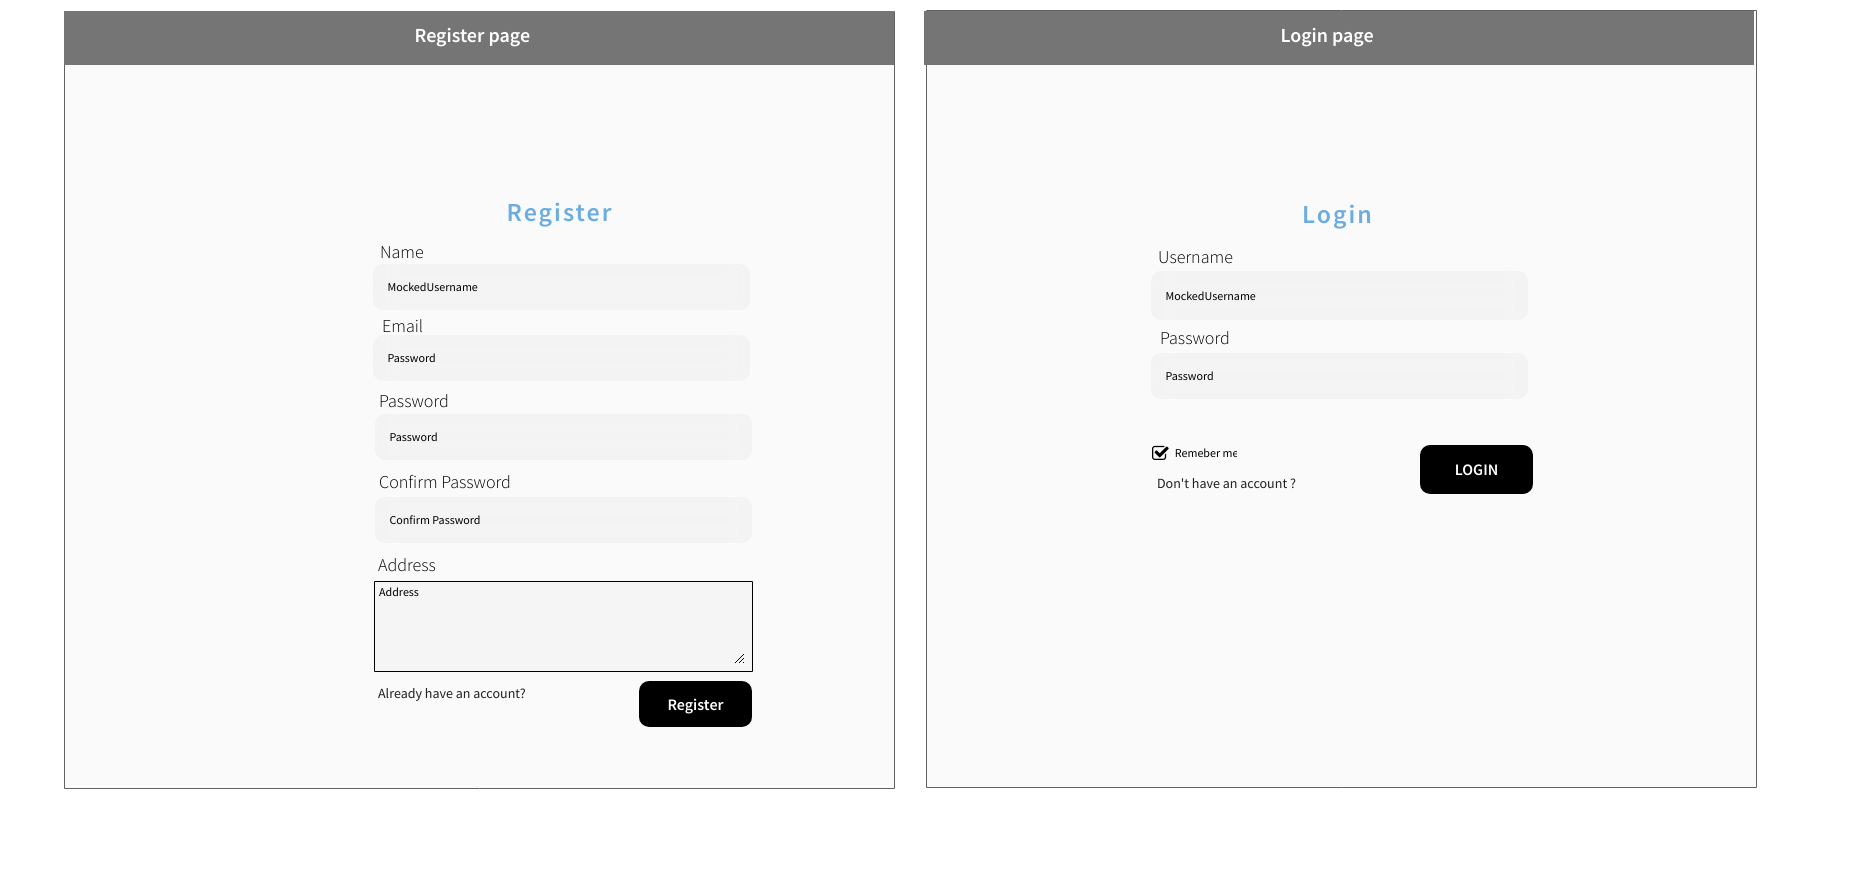 Register page
Register
Name
MockedUsername
Email
Password
Password
Password
Confirm Password
Confirm Password
Address
Address
Already have an account?
Register
Login page
Login
Username
MockedUsername
Password
Password
Remeber me
Don't have an account ?
LOGIN